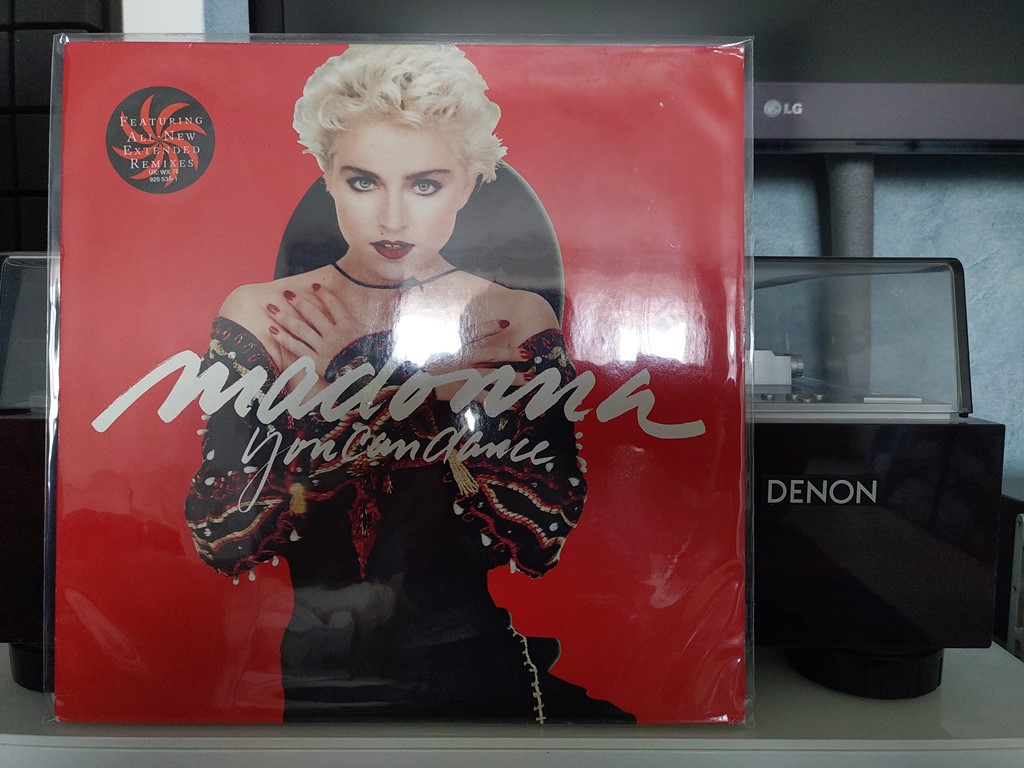 FEATURING
ALL-NEW
EXTENDED
REMIXES
UK: WX 76
925 535-1
madonna
you can dance
LG
DENON